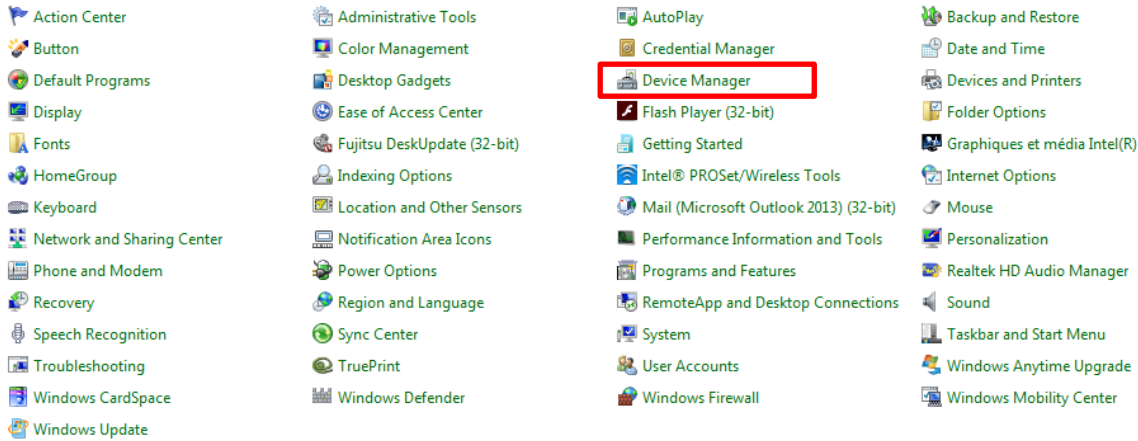 Action Center
Administrative Tools
AutoPlay
Backup and Restore
Button
Color Management
Credential Manager
Date and Time
Default Programs
Desktop Gadgets
Device Manager
Devices and Printers
Display
Ease of Access Center
Flash Player (32-bit)
Folder Options
Fonts
Fujitsu DeskUpdate (32-bit)
Getting Started
Graphiques et média Intel(R)
HomeGroup
Indexing Options
Intel® PROSet/Wireless Tools
Internet Options
Keyboard
Location and Other Sensors
Mail (Microsoft Outlook 2013) (32-bit)
Mouse
Network and Sharing Center
Notification Area Icons
Performance Information and Tools
Personalization
Phone and Modem
Power Options
Programs and Features
Realtek HD Audio Manager
Recovery
Region and Language
RemoteApp and Desktop Connections
Sound
Speech Recognition
Sync Center
System
Taskbar and Start Menu
Troubleshooting
TruePrint
User Accounts
Windows Anytime Upgrade
Windows CardSpace
Windows Defender
Windows Firewall
Windows Mobility Center
Windows Update